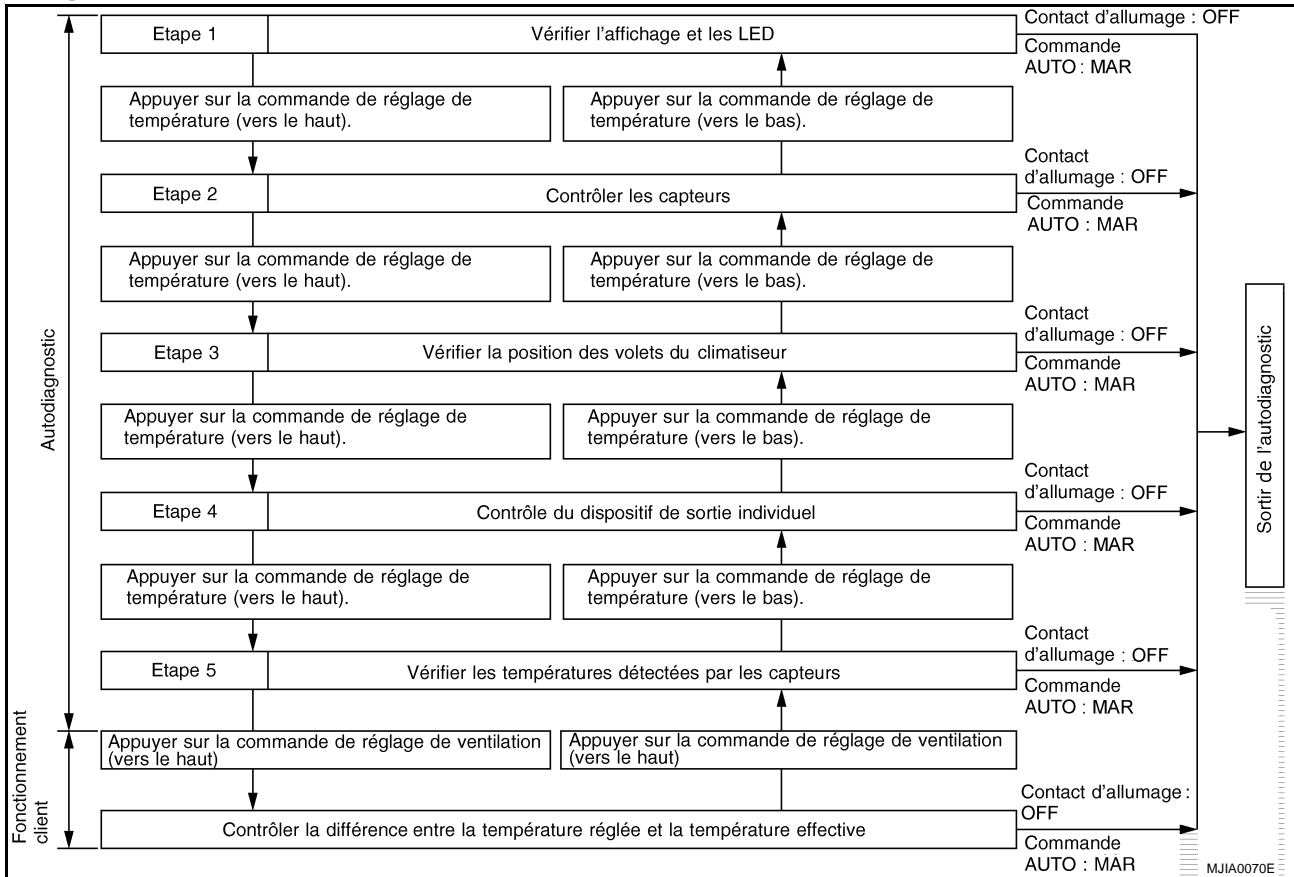 Contact d'allumage : OFF
Etape 1
Vérifier l'affichage et les LED
Commande
AUTO : MAR
Appuyer sur la commande de réglage de
température (vers le haut).
Appuyer sur la commande de réglage de
température (vers le bas).
Contact
d'allumage : OFF
Etape 2
Contrôler les capteurs
Commande
AUTO : MAR
Appuyer sur la commande de réglage de
température (vers le haut).
Appuyer sur la commande de réglage de
température (vers le bas).
Contact
d'allumage : OFF
Etape 3
Vérifier la position des volets du climatiseur
Commande
AUTO : MAR
Autodiagnostic
Sortir de l'autodiagnostic
Appuyer sur la commande de réglage de
température (vers le haut).
Appuyer sur la commande de réglage de
température (vers le bas).
Contact
d'allumage : OFF
Etape 4
Contrôle du dispositif de sortie individuel
Commande
AUTO : MAR
Appuyer sur la commande de réglage de
température (vers le haut).
Appuyer sur la commande de réglage de
température (vers le bas).
Contact
d'allumage : OFF
Etape 5
Vérifier les températures détectées par les capteurs
Commande
AUTO : MAR
Fonctionnement
client
Appuyer sur la commande de réglage de ventilation
(vers le haut)
Appuyer sur la commande de réglage de ventilation
(vers le haut)
Contact d'allumage :
OFF
Contrôler la différence entre la température réglée et la température effective
Commande
AUTO : MAR
MJIA0070E